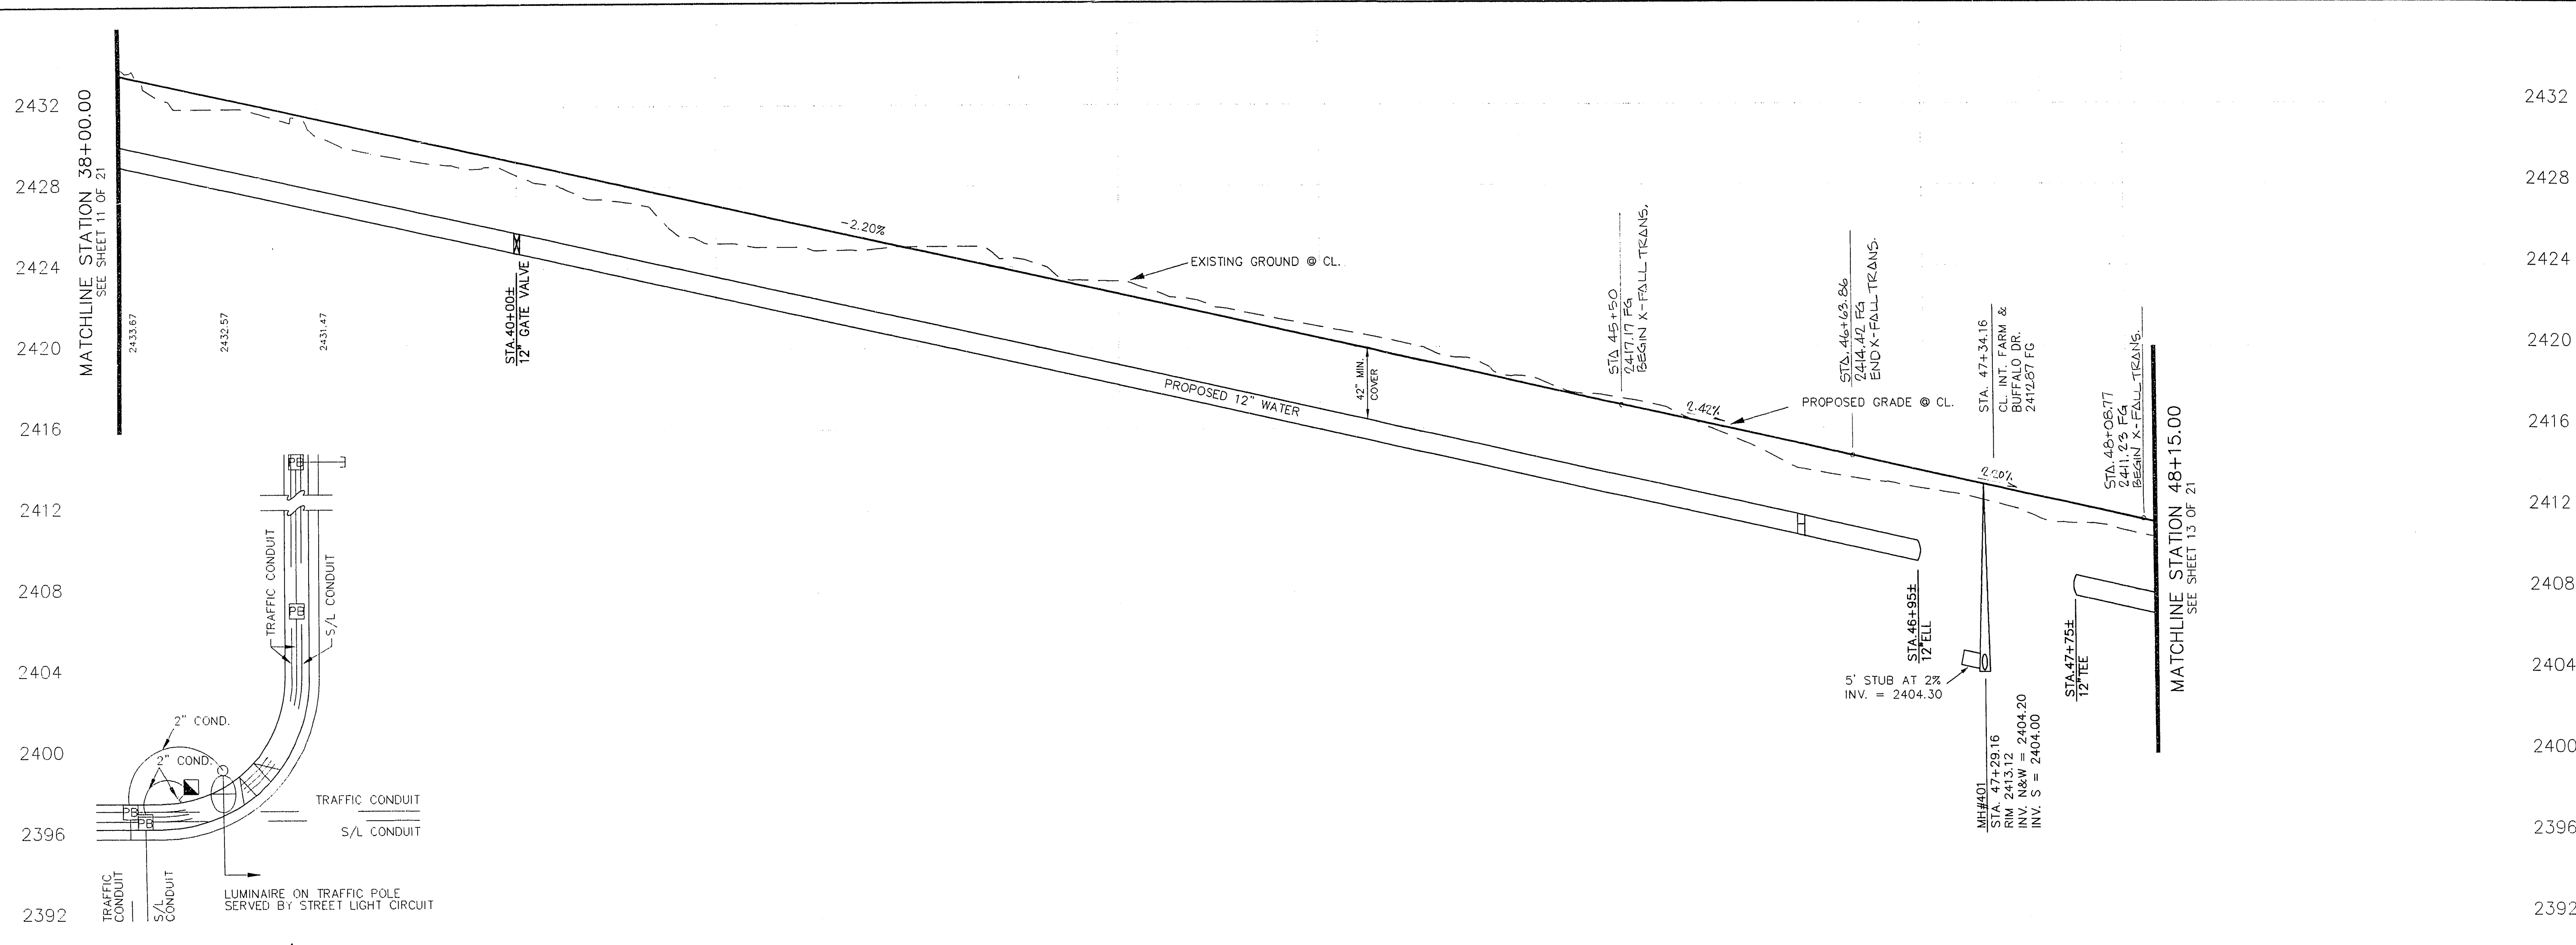 2432
2428
2424
2420
2416
2412
2408
2404
2400
2396
2392
MATCHLINE STATION 38+00.00
SEE SHEET 11 OF 21
2433.67
2432.57
2431.47
STA.40+00±
12" GATE VALVE
-2.20%
EXISTING GROUND @ CL.
PROPOSED 12" WATER
42" MIN.
COVER
STA 45+50
2417.17 FG
BEGIN X-FALL TRANS.
2.42%
STA. 46+63.86
2414.42 FG
END X-FALL TRANS.
PROPOSED GRADE @ CL.
STA. 47+34.16
CL. INT. FARM &
BUFFALO DR.
2412.87 FG
2.20%
STA. 48+08.77
2411.23 FG
BEGIN X-FALL TRANS.
MATCHLINE STATION 48+15.00
SEE SHEET 13 OF 21
STA.46+95±
12"ELL
5' STUB AT 2%
INV. = 2404.30
MH#401
STA. 47+29.16
RIM 2413.12
INV. N&W = 2404.20
INV. S = 2404.00
STA.47+75±
12"TEE
PB
TRAFFIC CONDUIT
S/L CONDUIT
PB
2" COND.
2" COND.
PB
PB
TRAFFIC CONDUIT
S/L CONDUIT
TRAFFIC
CONDUIT
S/L
CONDUIT
LUMINAIRE ON TRAFFIC POLE
SERVED BY STREET LIGHT CIRCUIT
2432
2428
2424
2420
2416
2412
2408
2404
2400
2396
2392